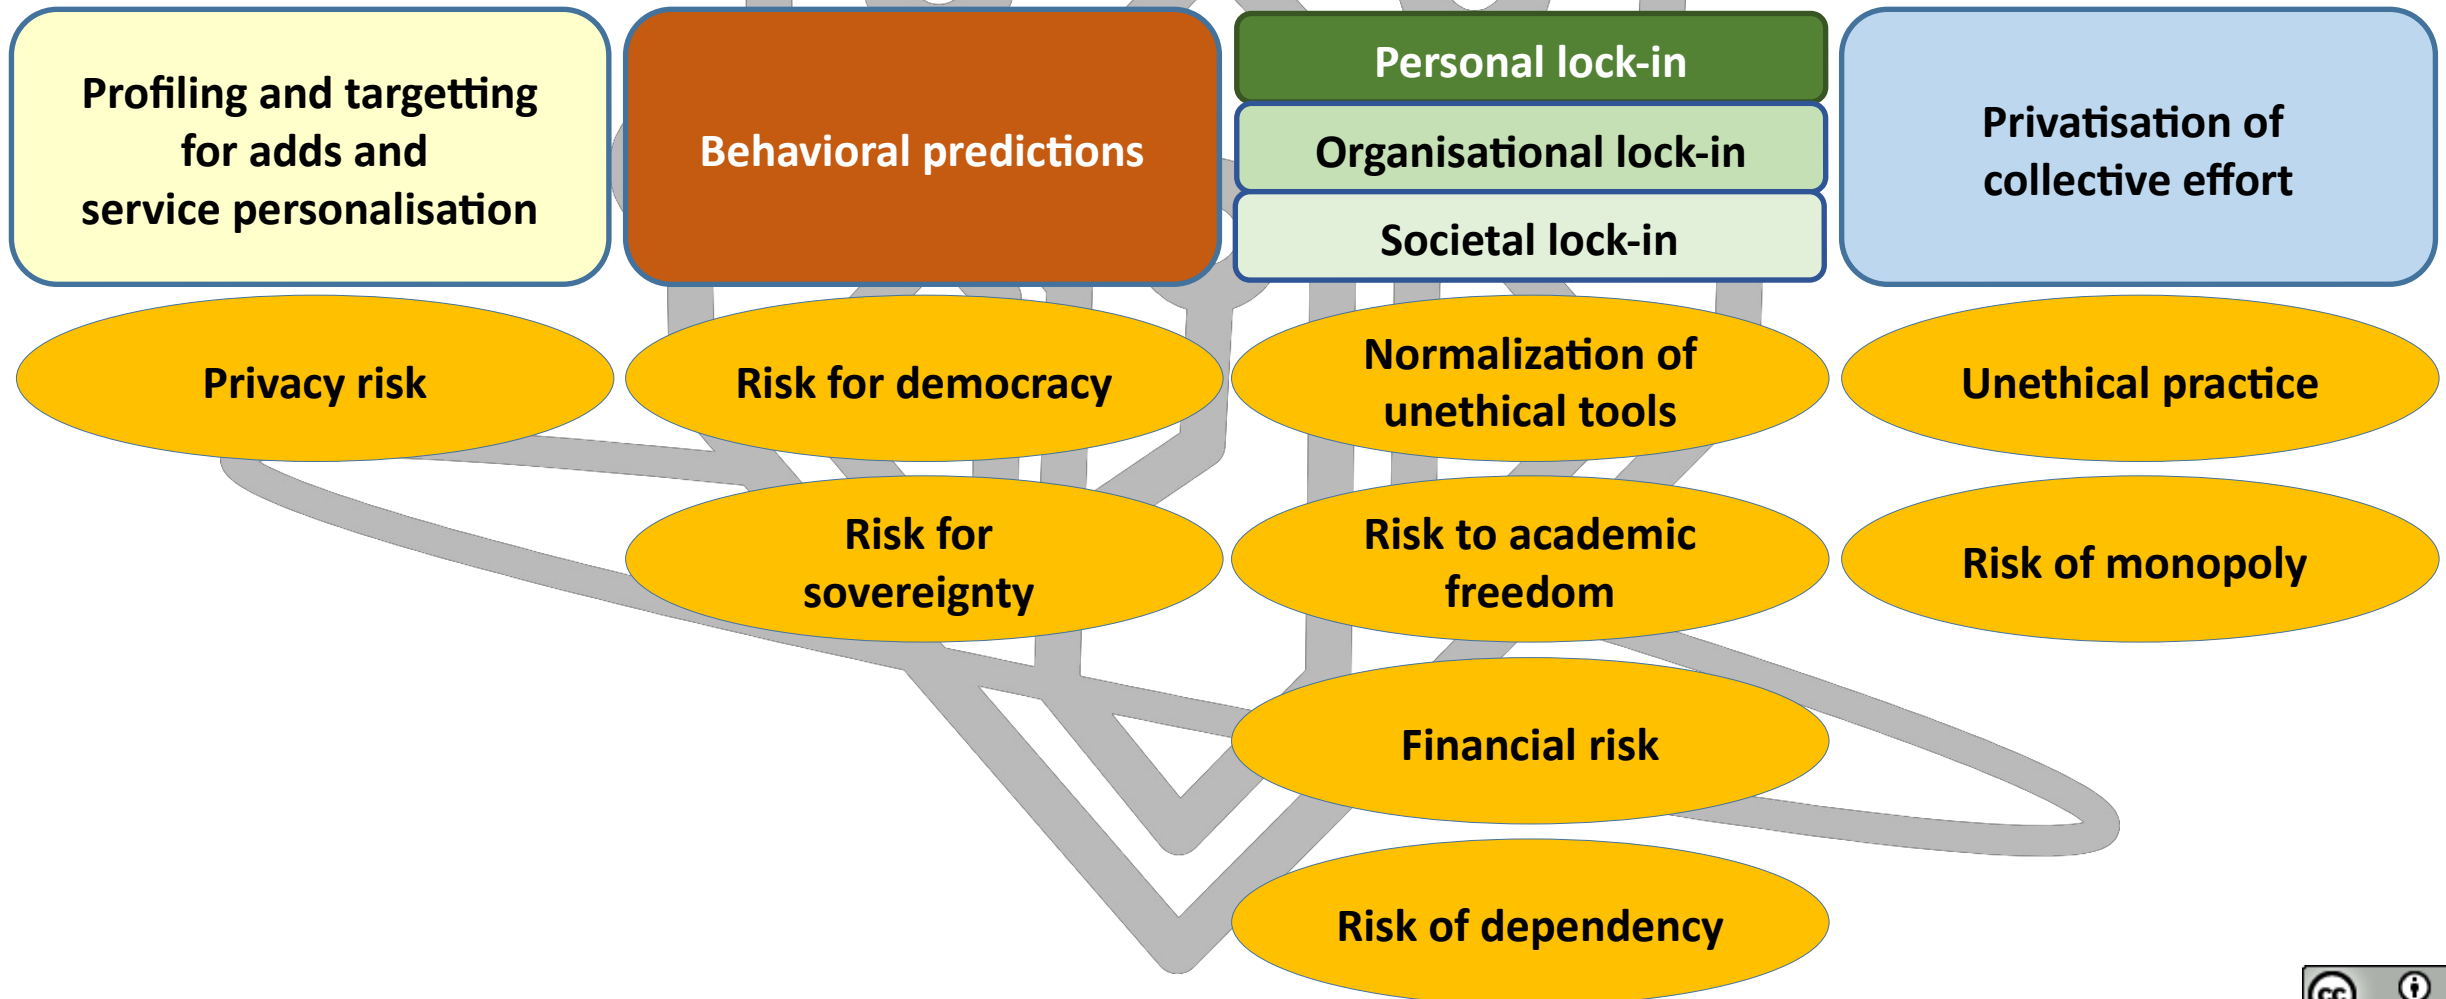 Profiling and targetting
for adds and
service personalisation
Behavioral predictions
Personal lock-in
Organisational lock-in
Societal lock-in
Privatisation of
collective effort
Privacy risk
Risk for democracy
Normalization of
unethical tools
Unethical practice
Risk for
sovereignty
Risk to academic
freedom
Risk of monopoly
Financial risk
Risk of dependency
cc